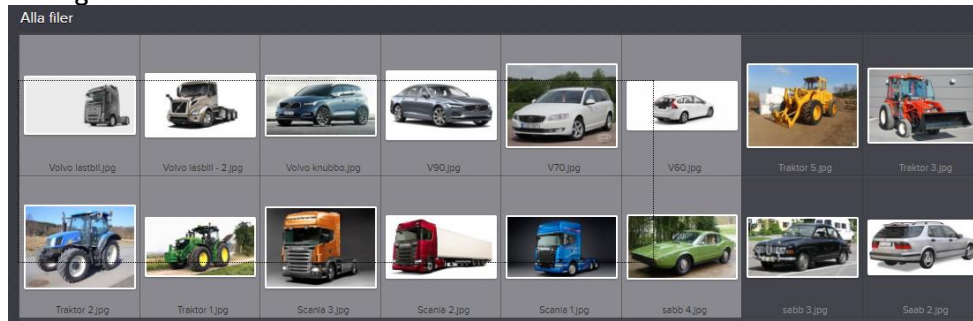 Alla filer
Volvo lastbil.jpg
Volvo lasbill - 2.jpg
Volvo knubbo.jpg
V90.jpg
V70.jpg
V60.jpg
Traktor 5.jpg
Traktor 3.jpg
Traktor 2.jpg
Traktor 1.jpg
Scania 3.jpg
Scania 2.jpg
Scania 1.jpg
sabb 4.jpg
sabb 3.jpg
Saab 2.jpg